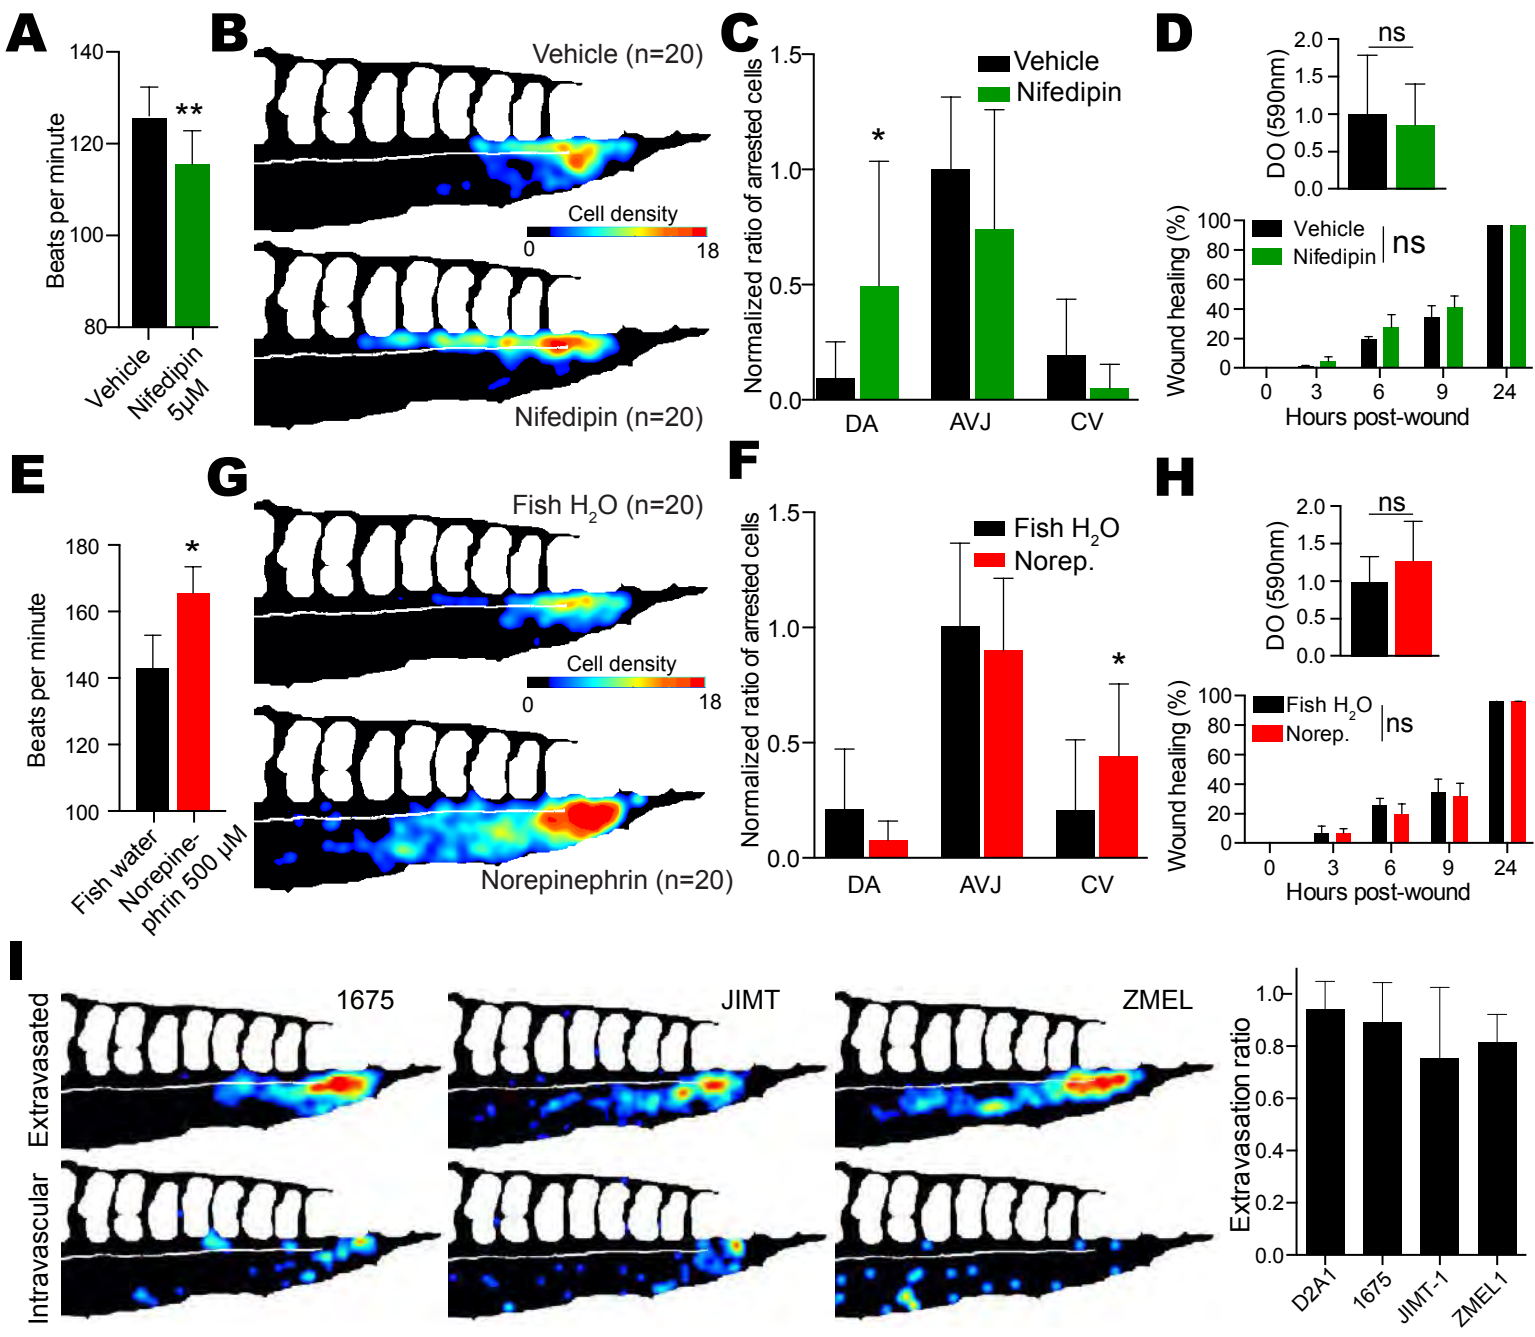 A
140
120
100
80
Beats per minute
**
Vehicle
Nifedipin
5µM
B
Vehicle (n=20)
Cell density
0
18
Nifedipin (n=20)
C
Normalized ratio of arrested cells
1.5
1.0
0.5
0.0
Vehicle
Nifedipin
*
DA
AVJ
CV
D
DO (590nm)
2.0
1.5
1.0
0.5
0.0
ns
Wound healing (%)
100
80
60
40
20
0
Vehicle
Nifedipin
ns
0
3
6
9
24
Hours post-wound
E
Beats per minute
180
160
140
120
100
*
Fish water
Norepine-
phrin 500 µM
G
Fish H2O (n=20)
Cell density
0
18
Norepinephrin (n=20)
F
Normalized ratio of arrested cells
1.5
1.0
0.5
0.0
Fish H2O
Norep.
*
DA
AVJ
CV
H
DO (590nm)
2.0
1.5
1.0
0.5
0.0
ns
Wound healing (%)
100
80
60
40
20
0
Fish H2O
Norep.
ns
0
3
6
9
24
Hours post-wound
I
Extravasated
1675
JIMT
ZMEL
Intravascular
Extravasation ratio
1.0
0.8
0.6
0.4
0.2
0.0
D2A1
1675
JIMT-1
ZMEL1